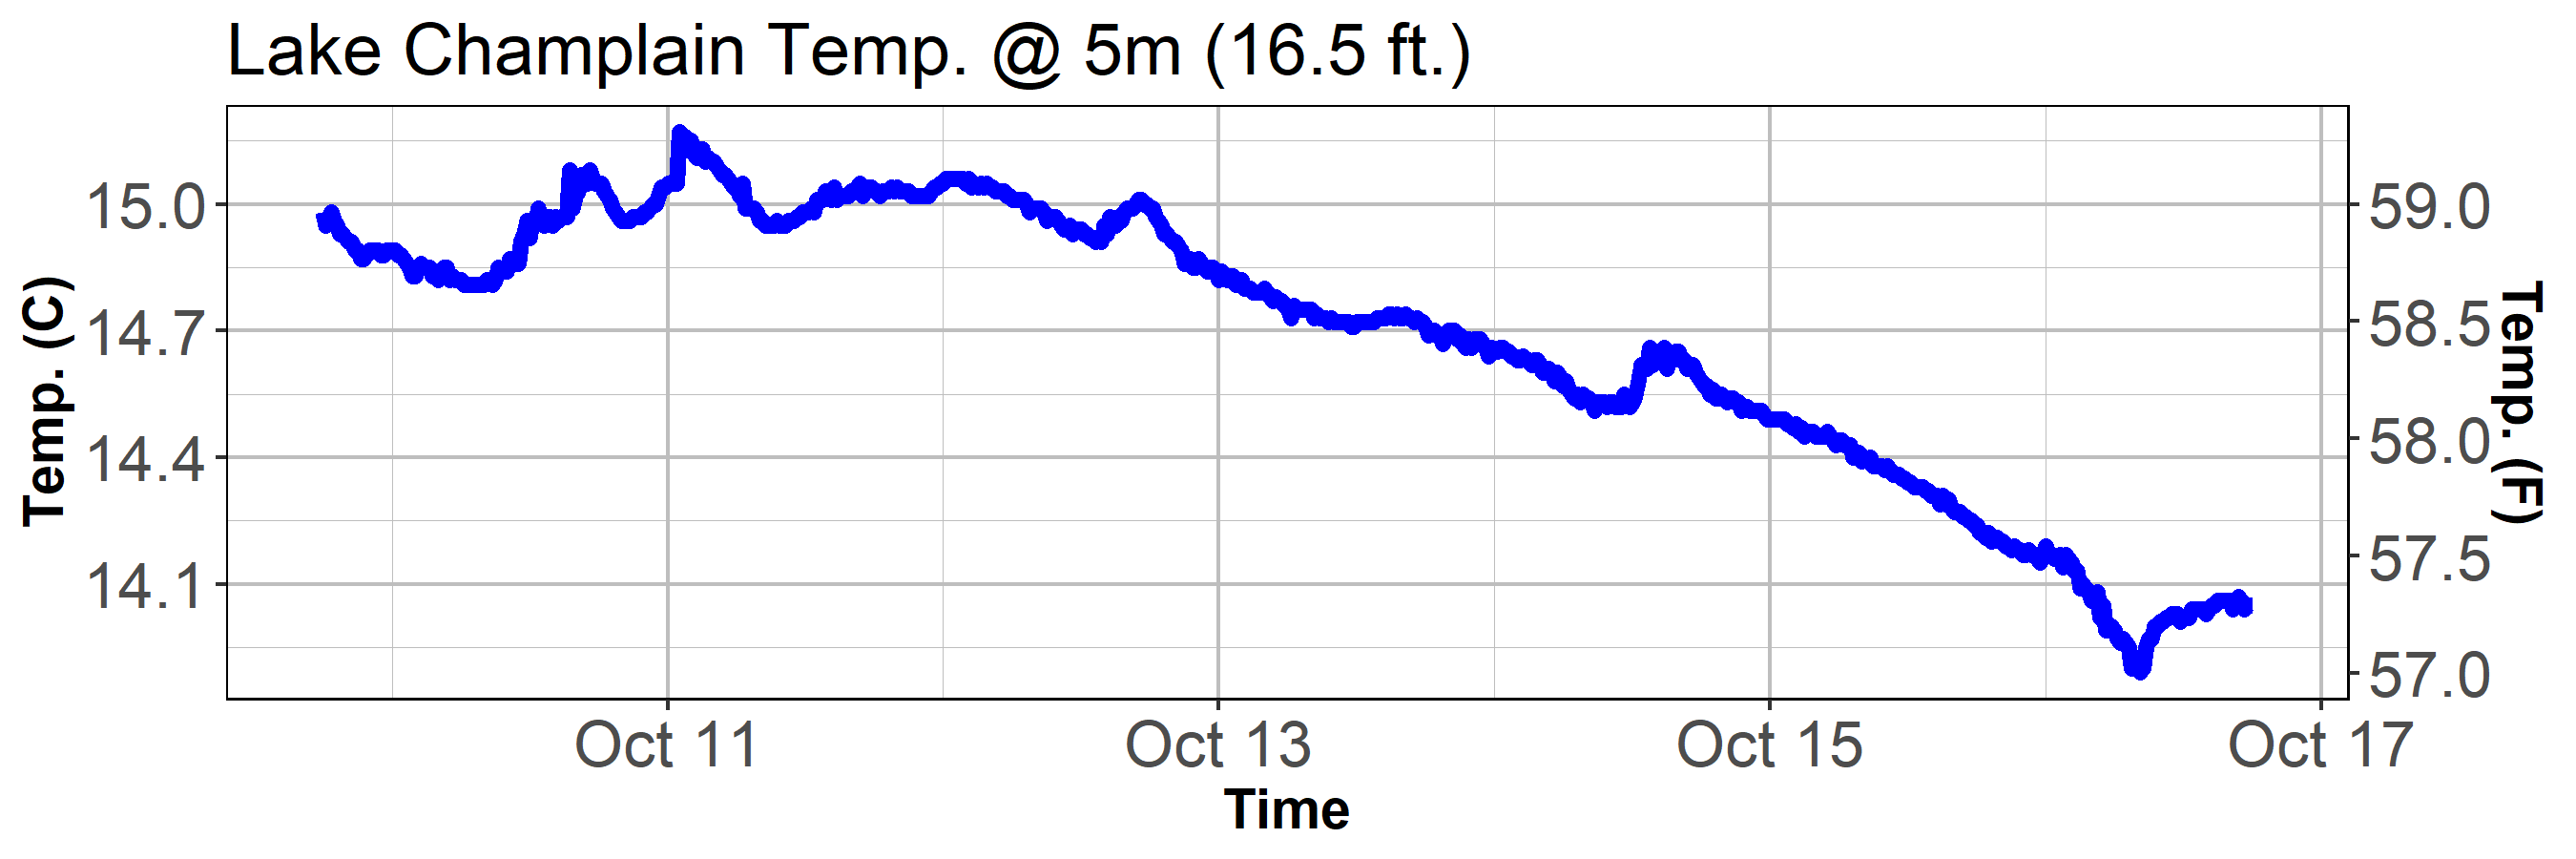 Lake Champlain Temp. @ 5m (16.5 ft.)
Temp. (C)
15.0
14.7
14.4
14.1
59.0
58.5
58.0
57.5
57.0
Temp. (F)
Oct 11 Oct 13 Oct 15 Oct 17
Time